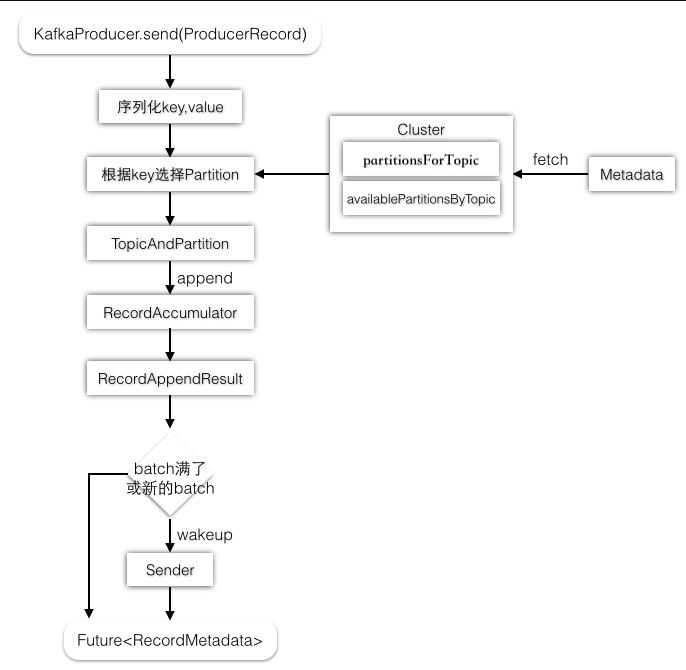 KafkaProducer.send(ProducerRecord)
序列化key,value
Cluster
partitionsForTopic
availablePartitionsByTopic
fetch
Metadata
根据key选择Partition
TopicAndPartition
append
RecordAccumulator
RecordAppendResult
batch满了
或新的batch
wakeup
Sender
Future<RecordMetadata>